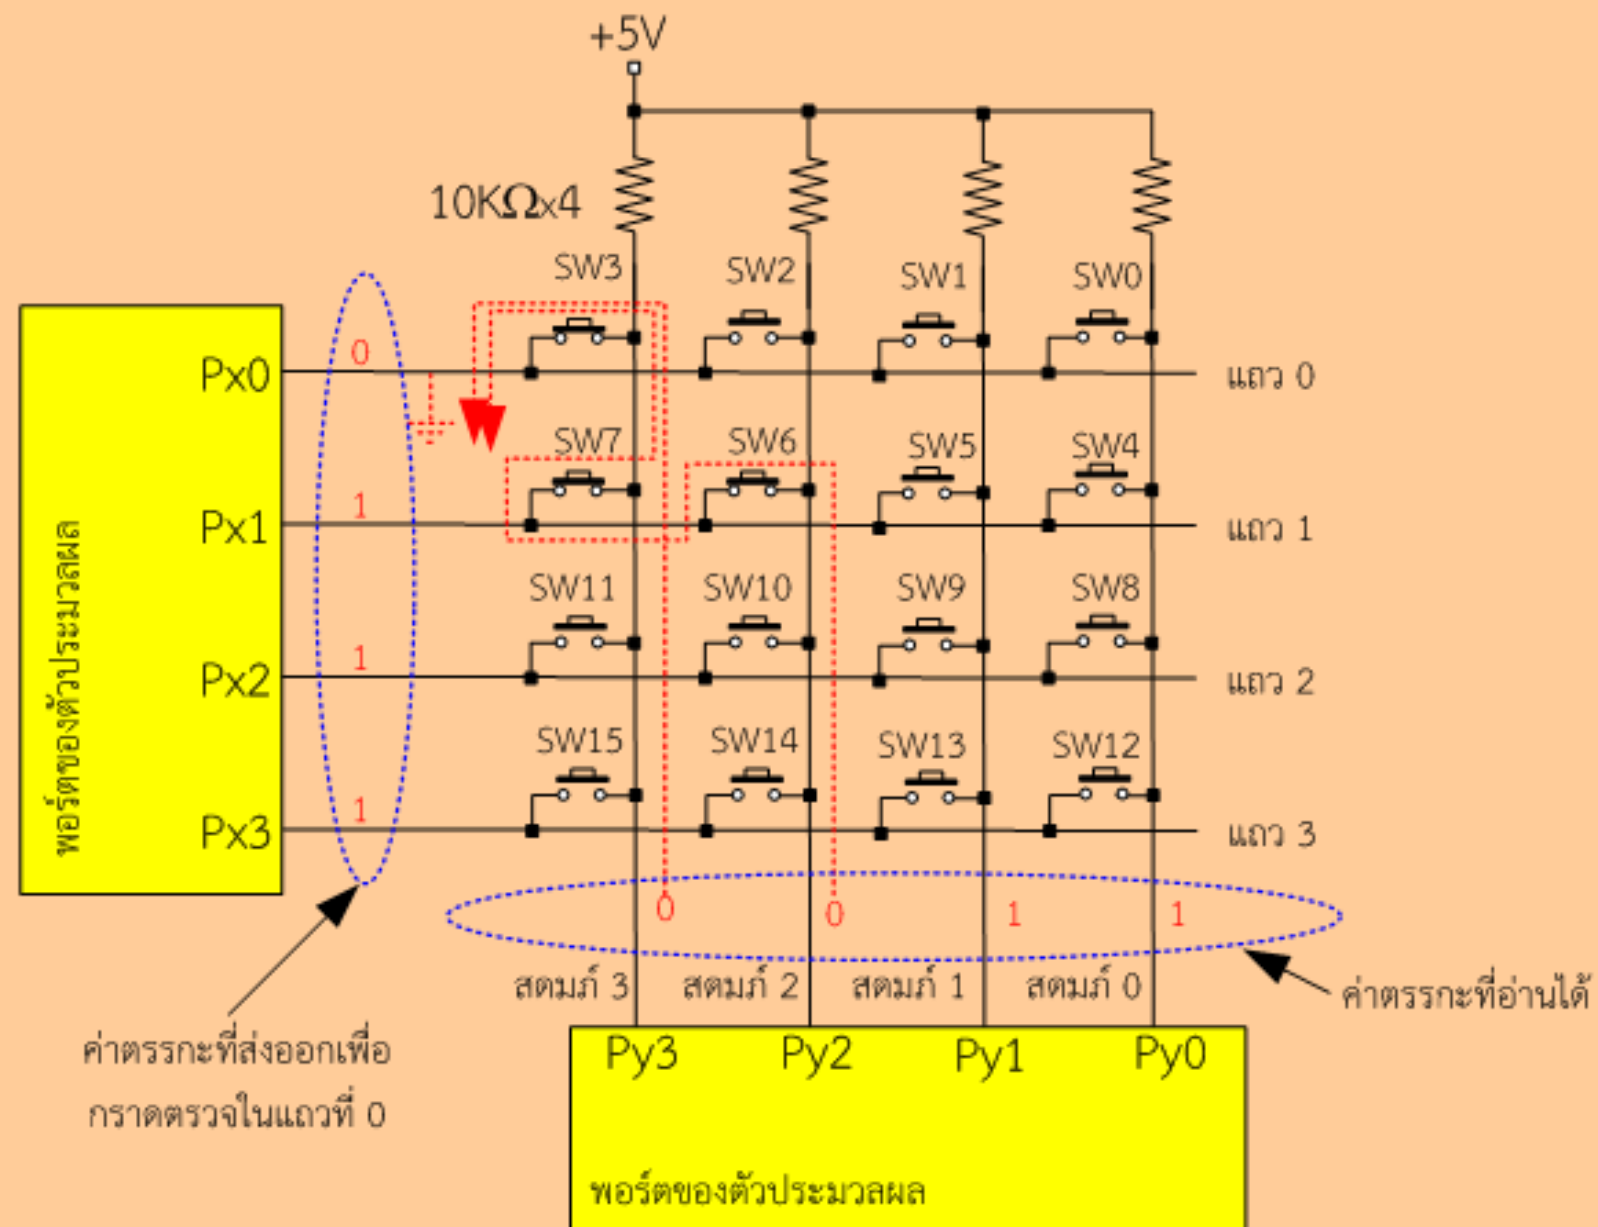 +5V
10KΩx4
SW3 SW2 SW1 SW0
Px0 0 แถว 0
SW7 SW6 SW5 SW4
Px1 1 แถว 1
SW11 SW10 SW9 SW8
Px2 1 แถว 2
SW15 SW14 SW13 SW12
Px3 1 แถว 3
พอร์ตของตัวประมวลผล
0 0 1 1
สดมภ์ 3 สดมภ์ 2 สดมภ์ 1 สดมภ์ 0
ค่าตรรกะที่อ่านได้
ค่าตรรกะที่ส่งออกเพื่อ
กราดตรวจในแถวที่ 0
Py3 Py2 Py1 Py0
พอร์ตของตัวประมวลผล